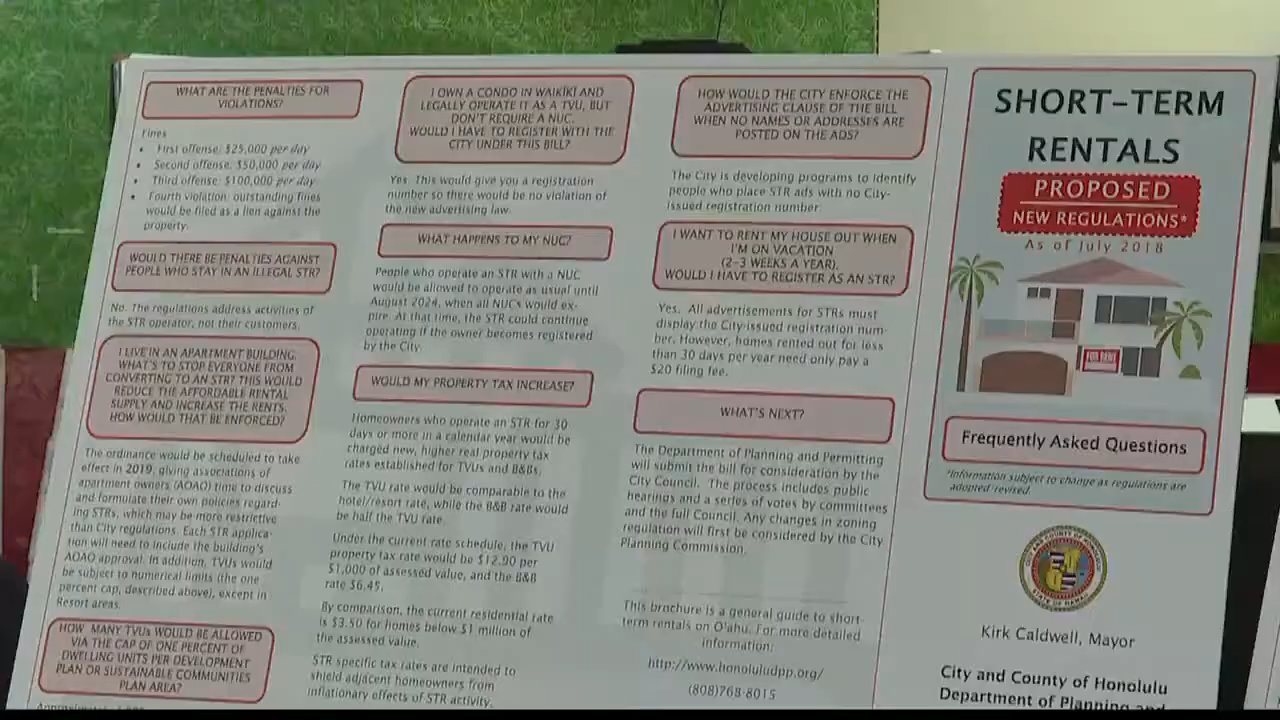 WHAT ARE THE PENALTIES FOR
VIOLATIONS?
Fines
• First offense: $25,000 per day
• Second offense: $50,000 per day
• Third offense: $100,000 per day
• Fourth violation: outstanding fines
would be filed as a lien against the
property.
WOULD THERE BE PENALTIES AGAINST
PEOPLE WHO STAY IN AN ILLEGAL STR?
No. The regulations address activities of
the STR operator, not their customers.
I LIVE IN AN APARTMENT BUILDING.
WHAT'S TO STOP EVERYONE FROM
CONVERTING TO AN STR? THIS WOULD
REDUCE THE AFFORDABLE RENTAL
SUPPLY AND INCREASE THE RENTS.
HOW WOULD THAT BE ENFORCED?
The ordinance would be scheduled to take
effect in 2019, giving associations of
apartment owners (AOAO) time to discuss
and formulate their own policies regard-
ing STRs, which may be more restrictive
than City regulations. Each STR applica-
tion will need to include the building's
AOAO approval. In addition, TVUs would
be subject to numerical limits (the one
percent cap, described above), except in
Resort areas.
HOW MANY TVUs WOULD BE ALLOWED
VIA THE CAP OF ONE PERCENT OF
DWELLING UNITS PER DEVELOPMENT
PLAN OR SUSTAINABLE COMMUNITIES
PLAN AREA?
I OWN A CONDO IN WAIKĪKĪ AND
LEGALLY OPERATE IT AS A TVU, BUT
DON'T REQUIRE A NUC.
WOULD I HAVE TO REGISTER WITH THE
CITY UNDER THIS BILL?
Yes. This would give you a registration
number so there would be no violation of
the new advertising law.
WHAT HAPPENS TO MY NUC?
People who operate an STR with a NUC
would be allowed to operate as usual until
August 2024, when all NUCs would ex-
pire. At that time, the STR could continue
operating if the owner becomes registered
by the City.
WOULD MY PROPERTY TAX INCREASE?
Homeowners who operate an STR for 30
days or more in a calendar year would be
charged new, higher real property tax
rates established for TVUs and B&Bs.
The TVU rate would be comparable to the
hotel/resort rate, while the B&B rate would
be half the TVU rate.
Under the current rate schedule, the TVU
property tax rate would be $12.90 per
$1,000 of assessed value, and the B&B
rate $6.45.
By comparison, the current residential rate
is $3.50 for homes below $1 million of
the assessed value.
STR specific tax rates are intended to
shield adjacent homeowners from
inflationary effects of STR activity.
HOW WOULD THE CITY ENFORCE THE
ADVERTISING CLAUSE OF THE BILL
WHEN NO NAMES OR ADDRESSES ARE
POSTED ON THE ADS?
The City is developing programs to identify
people who place STR ads with no City-
issued registration number.
I WANT TO RENT MY HOUSE OUT WHEN
I'M ON VACATION
(2-3 WEEKS A YEAR).
WOULD I HAVE TO REGISTER AS AN STR?
Yes. All advertisements for STRs must
display the City-issued registration num-
ber. However, homes rented out for less
than 30 days per year need only pay a
$20 filing fee.
WHAT'S NEXT?
The Department of Planning and Permitting
will submit the bill for consideration by the
City Council. The process includes public
hearings and a series of votes by committees
and the full Council. Any changes in zoning
regulation will first be considered by the City
Planning Commission.
This brochure is a general guide to short-
term rentals on O'ahu. For more detailed
information:
http://www.honoluludpp.org/
(808)768-8015
SHORT-TERM
RENTALS
PROPOSED
NEW REGULATIONS*
As of July 2018
FOR RENT
Frequently Asked Questions
*Information subject to change as regulations are
adopted/revised.
CITY AND COUNTY OF HONOLULU
STATE OF HAWAII
Kirk Caldwell, Mayor
City and County of Honolulu
Department of Planning and